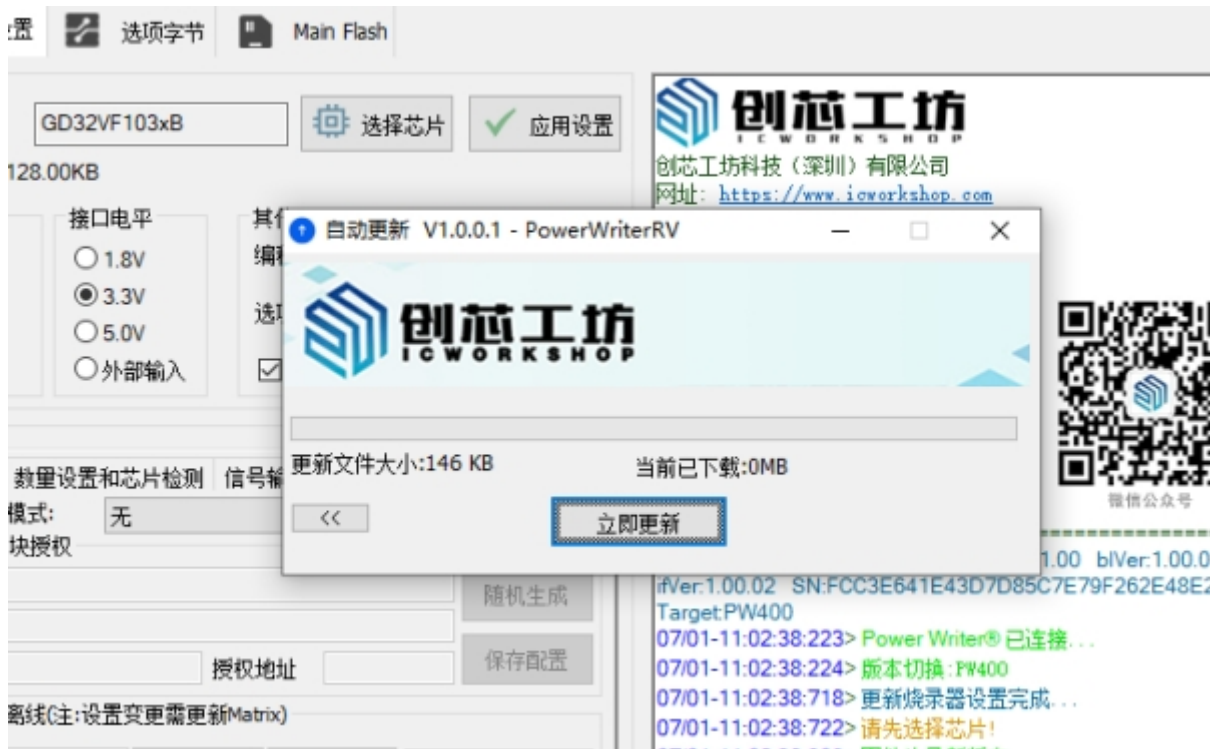 选项字节
Main Flash
GD32VF103xB
选择芯片
应用设置
128.00KB
创芯工坊
ICWORKSHOP
创芯工坊科技（深圳）有限公司
网址: https://www.icworkshop.com
接口电平
1.8V
3.3V
5.0V
外部输入
自动更新 V1.0.0.1 - PowerWriterRV
创芯工坊
ICWORKSHOP
更新文件大小:146 KB
当前已下载:0MB
<<
立即更新
微信公众号
数量设置和芯片检测
模式:
无
块授权
随机生成
授权地址
保存配置
离线(注:设置变更需更新Matrix)
1.00 blVer:1.00.0
ifVer:1.00.02 SN:FCC3E641E43D7D85C7E79F262E48E2
Target:PW400
07/01-11:02:38:223> Power Writer® 已连接...
07/01-11:02:38:224> 版本切换:PW400
07/01-11:02:38:718> 更新烧录器设置完成...
07/01-11:02:38:722> 请先选择芯片!